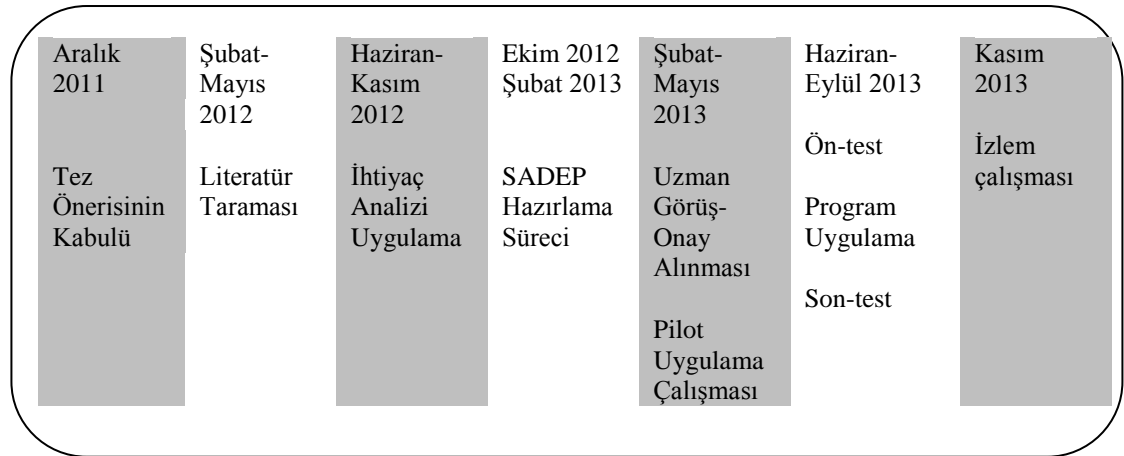 Aralık
2011
Tez
Önerisinin
Kabulü
Şubat-
Mayıs
2012
Literatür
Taraması
Haziran-
Kasım
2012
İhtiyaç
Analizi
Uygulama
Ekim 2012
Şubat 2013
SADEP
Hazırlama
Süreci
Şubat-
Mayıs
2013
Uzman
Görüş-
Onay
Alınması
Pilot
Uygulama
Çalışması
Haziran-
Eylül 2013
Ön-test
Program
Uygulama
Son-test
Kasım
2013
İzlem
çalışması